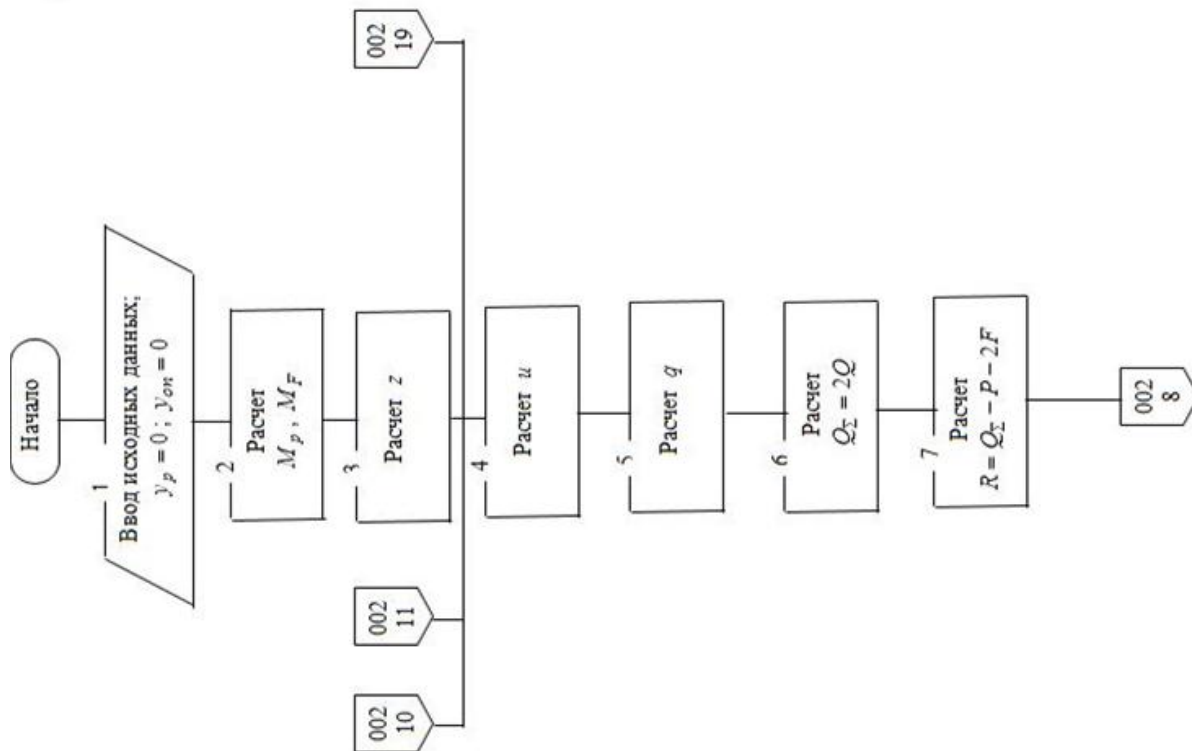 Начало
1
Ввод исходных данных;
y_p = 0 ; y_on = 0
2
Расчет
M_p , M_F
3
Расчет z
002
10
002
11
002
19
4
Расчет u
5
Расчет q
6
Расчет
Q_Σ = 2Q
7
Расчет
R = Q_Σ − P − 2F
002
8